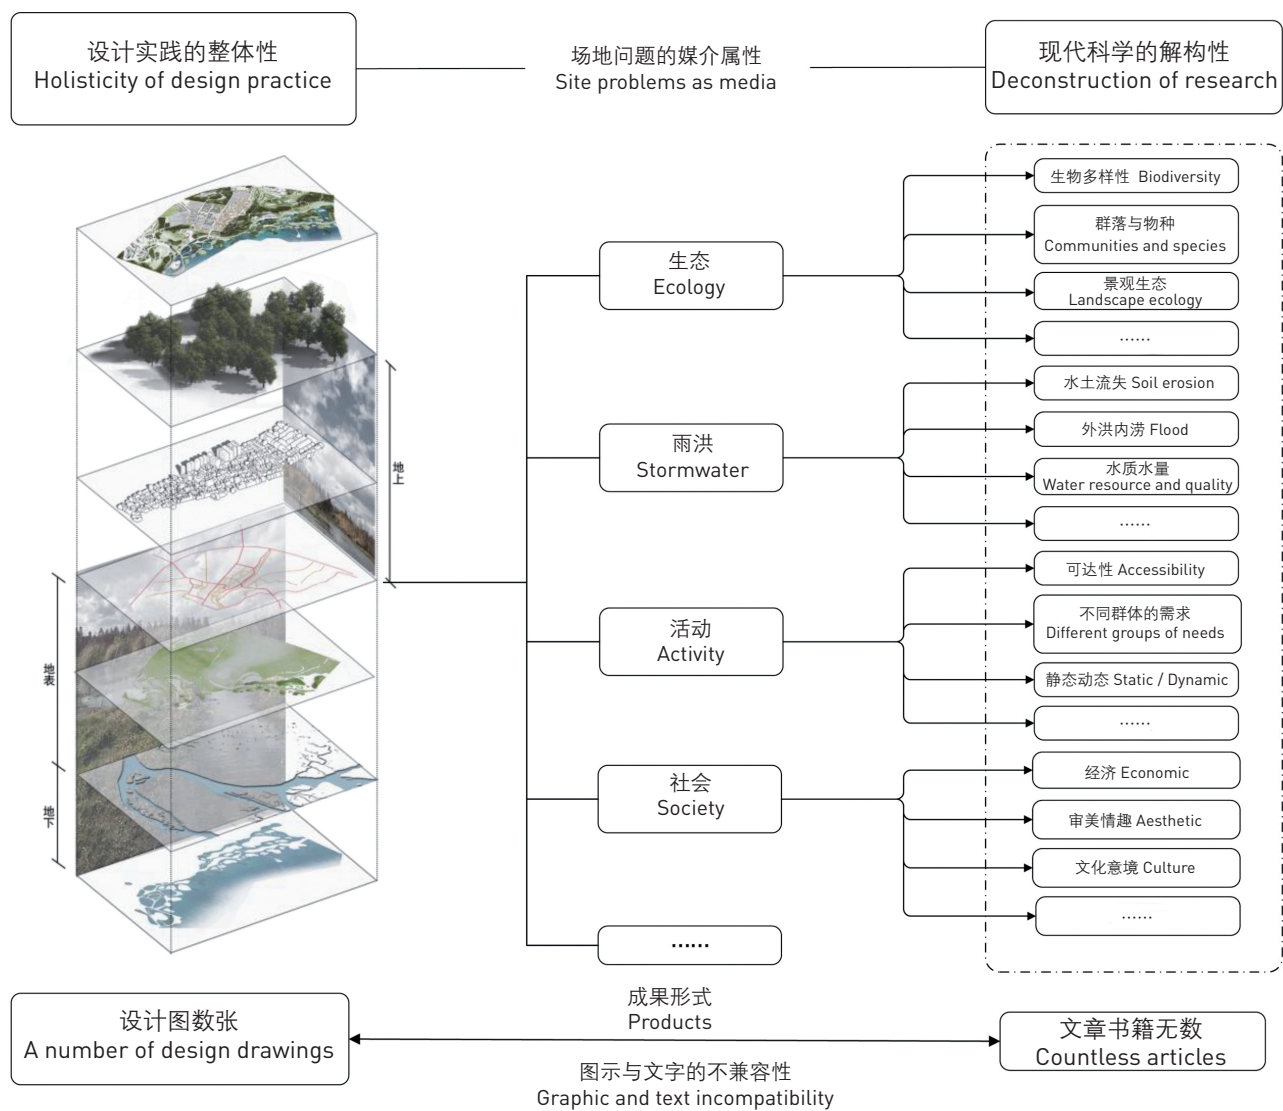 设计实践的整体性
Holisticity of design practice
场地问题的媒介属性
Site problems as media
现代科学的解构性
Deconstruction of research
地上
地表
地下
生态
Ecology
生物多样性 Biodiversity
群落与物种
Communities and species
景观生态
Landscape ecology
……
雨洪
Stormwater
水土流失 Soil erosion
外洪内涝 Flood
水质水量
Water resource and quality
……
活动
Activity
可达性 Accessibility
不同群体的需求
Different groups of needs
静态动态 Static / Dynamic
……
社会
Society
经济 Economic
审美情趣 Aesthetic
文化意境 Culture
……
……
设计图数张
A number of design drawings
成果形式
Products
图示与文字的不兼容性
Graphic and text incompatibility
文章书籍无数
Countless articles